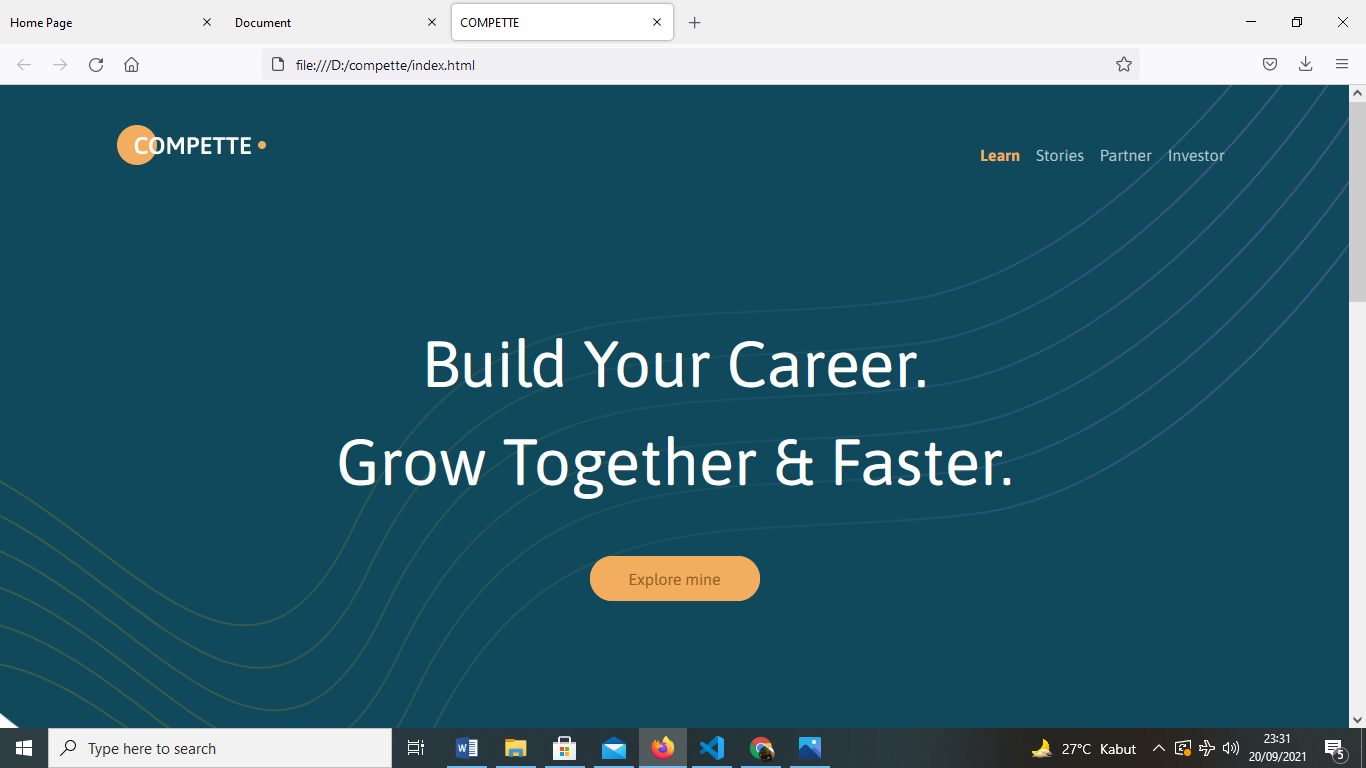 Home Page
Document
COMPETTE
file:///D:/compette/index.html
COMPETTE
Learn Stories Partner Investor
Build Your Career.
Grow Together & Faster.
Explore mine
Type here to search
27°C Kabut
23:31
20/09/2021
5